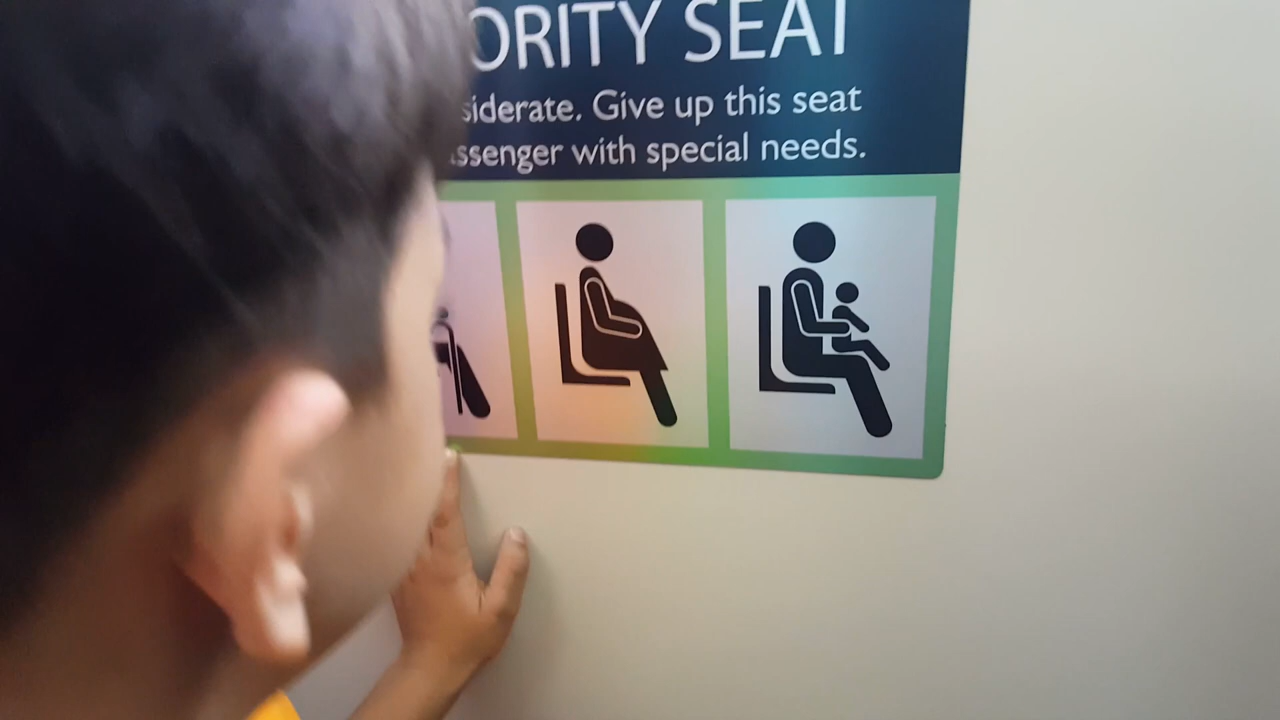 ORITY SEAT
siderate. Give up this seat
ssenger with special needs.